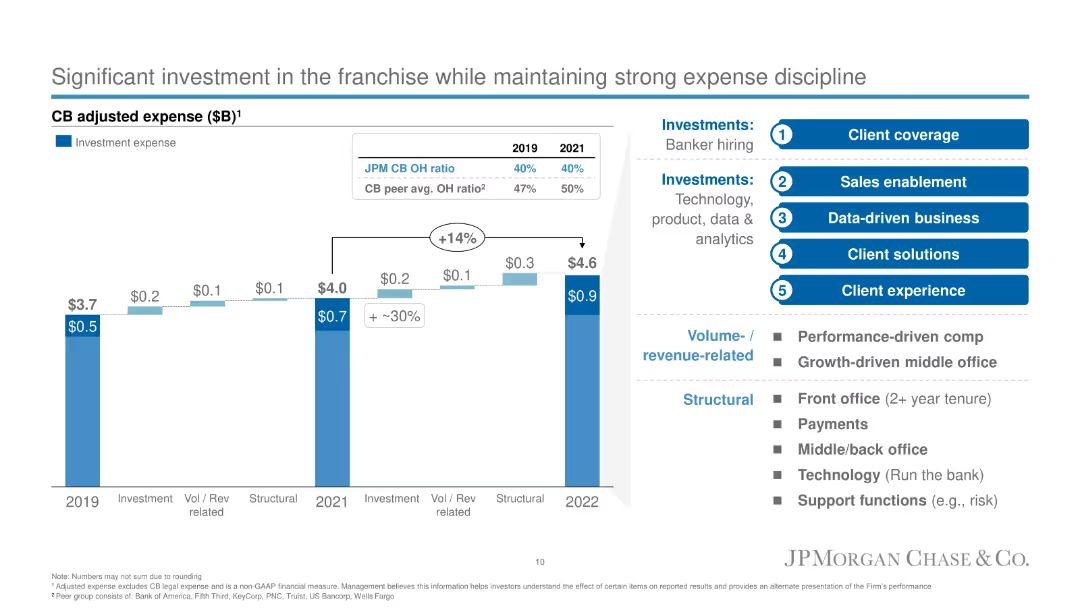 Significant investment in the franchise while maintaining strong expense discipline
CB adjusted expense ($B)¹
Investment expense
2019 2021
JPM CB OH ratio 40% 40%
CB peer avg. OH ratio² 47% 50%
+14%
$3.7
$0.5
$0.2
$0.1
$0.1
$4.0
$0.7
$0.2
+ ~30%
$0.1
$0.3
$4.6
$0.9
2019 Investment Vol / Rev related Structural 2021 Investment Vol / Rev related Structural 2022
Investments:
Banker hiring
1 Client coverage
Investments:
Technology,
product, data &
analytics
2 Sales enablement
3 Data-driven business
4 Client solutions
5 Client experience
Volume- /
revenue-related
■ Performance-driven comp
■ Growth-driven middle office
Structural
■ Front office (2+ year tenure)
■ Payments
■ Middle/back office
■ Technology (Run the bank)
■ Support functions (e.g., risk)
10
JPMORGAN CHASE & CO.
Note: Numbers may not sum due to rounding
¹ Adjusted expense excludes CB legal expense and is a non-GAAP financial measure. Management believes this information helps investors understand the effect of certain items on reported results and provides an alternate presentation of the Firm's performance
² Peer group consists of: Bank of America, Fifth Third, KeyCorp, PNC, Truist, US Bancorp, Wells Fargo